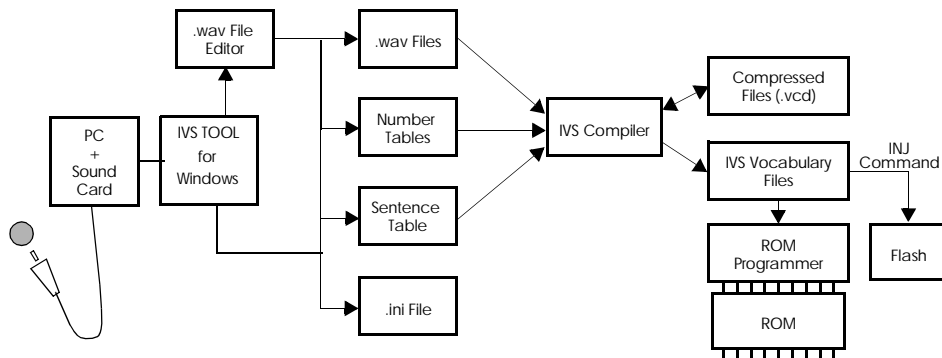 .wav File
Editor
.wav Files
Compressed
Files (.vcd)
PC
+
Sound
Card
IVS TOOL
for
Windows
Number
Tables
IVS Compiler
IVS Vocabulary
Files
INJ
Command
Sentence
Table
ROM
Programmer
Flash
.ini File
ROM